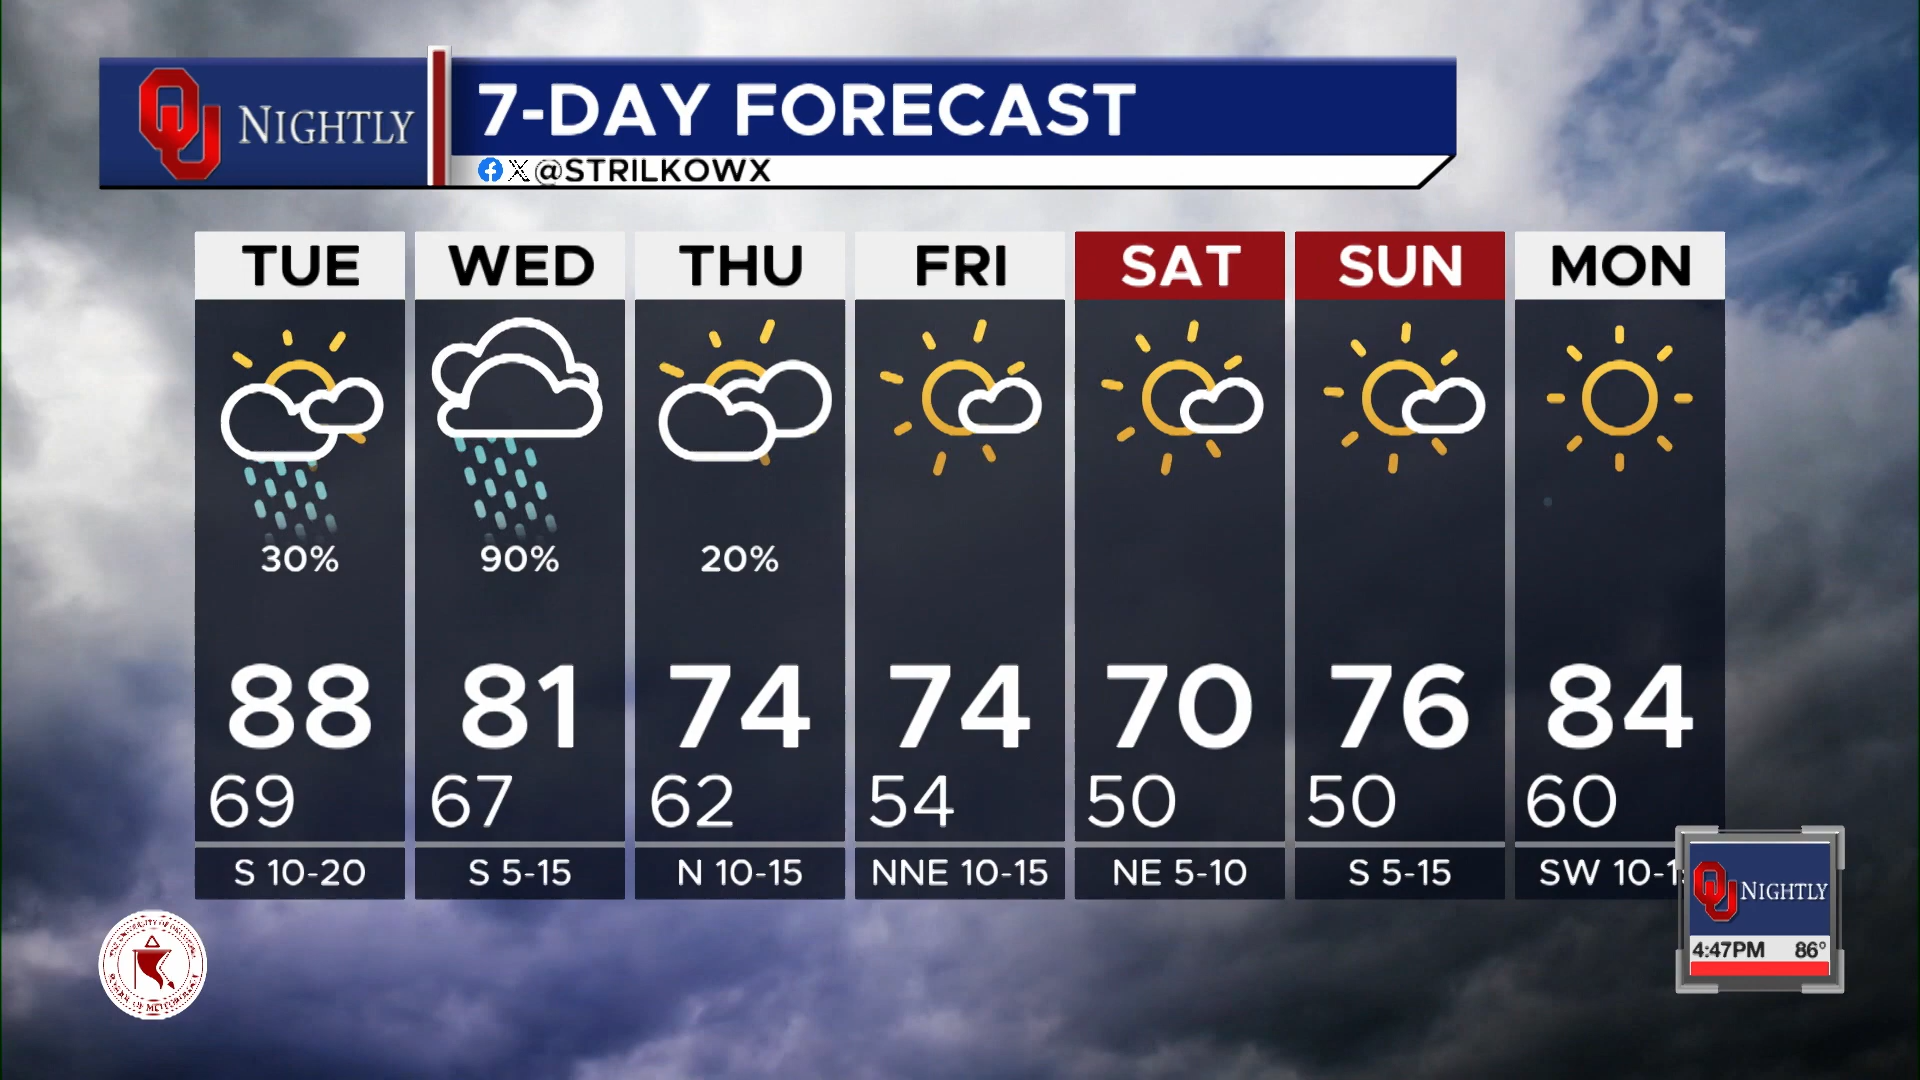 OU NIGHTLY
7-DAY FORECAST
@STRILKOWX
TUE WED THU FRI SAT SUN MON
30% 90% 20%
88 81 74 74 70 76 84
69 67 62 54 50 50 60
S 10-20 S 5-15 N 10-15 NNE 10-15 NE 5-10 S 5-15 SW 10-1
OU NIGHTLY
4:47PM 86°